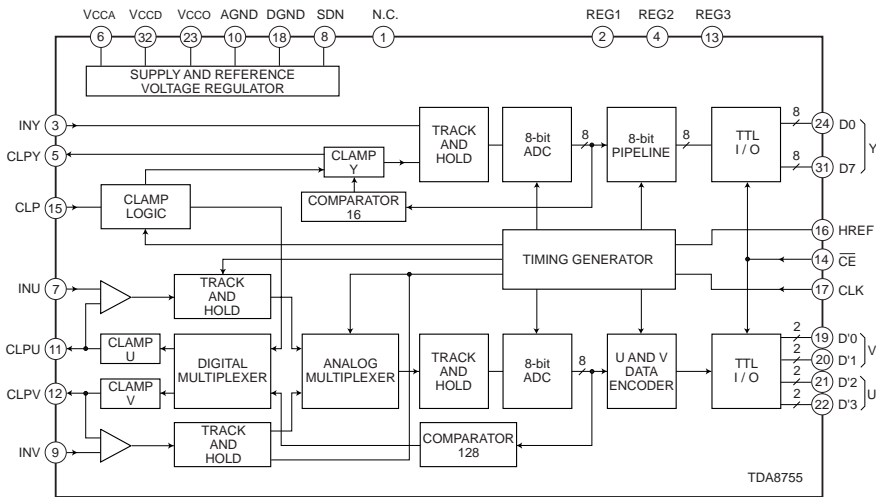 VCCA VCCD VCCO AGND DGND SDN N.C. REG1 REG2 REG3
6 32 23 10 18 8 1 2 4 13
SUPPLY AND REFERENCE
VOLTAGE REGULATOR
INY 3
TRACK
AND
HOLD
8-bit
ADC
8
8-bit
PIPELINE
8
TTL
I / O
8
24 D0
8
31 D7
Y
CLPY 5
CLAMP
Y
COMPARATOR
16
CLP 15
CLAMP
LOGIC
TIMING GENERATOR
16 HREF
14 CE
17 CLK
INU 7
TRACK
AND
HOLD
CLPU 11
CLAMP
U
DIGITAL
MULTIPLEXER
ANALOG
MULTIPLEXER
TRACK
AND
HOLD
8-bit
ADC
8
U AND V
DATA
ENCODER
TTL
I / O
2
19 D'0
2
20 D'1
V
2
21 D'2
2
22 D'3
U
CLPV 12
CLAMP
V
INV 9
TRACK
AND
HOLD
COMPARATOR
128
TDA8755